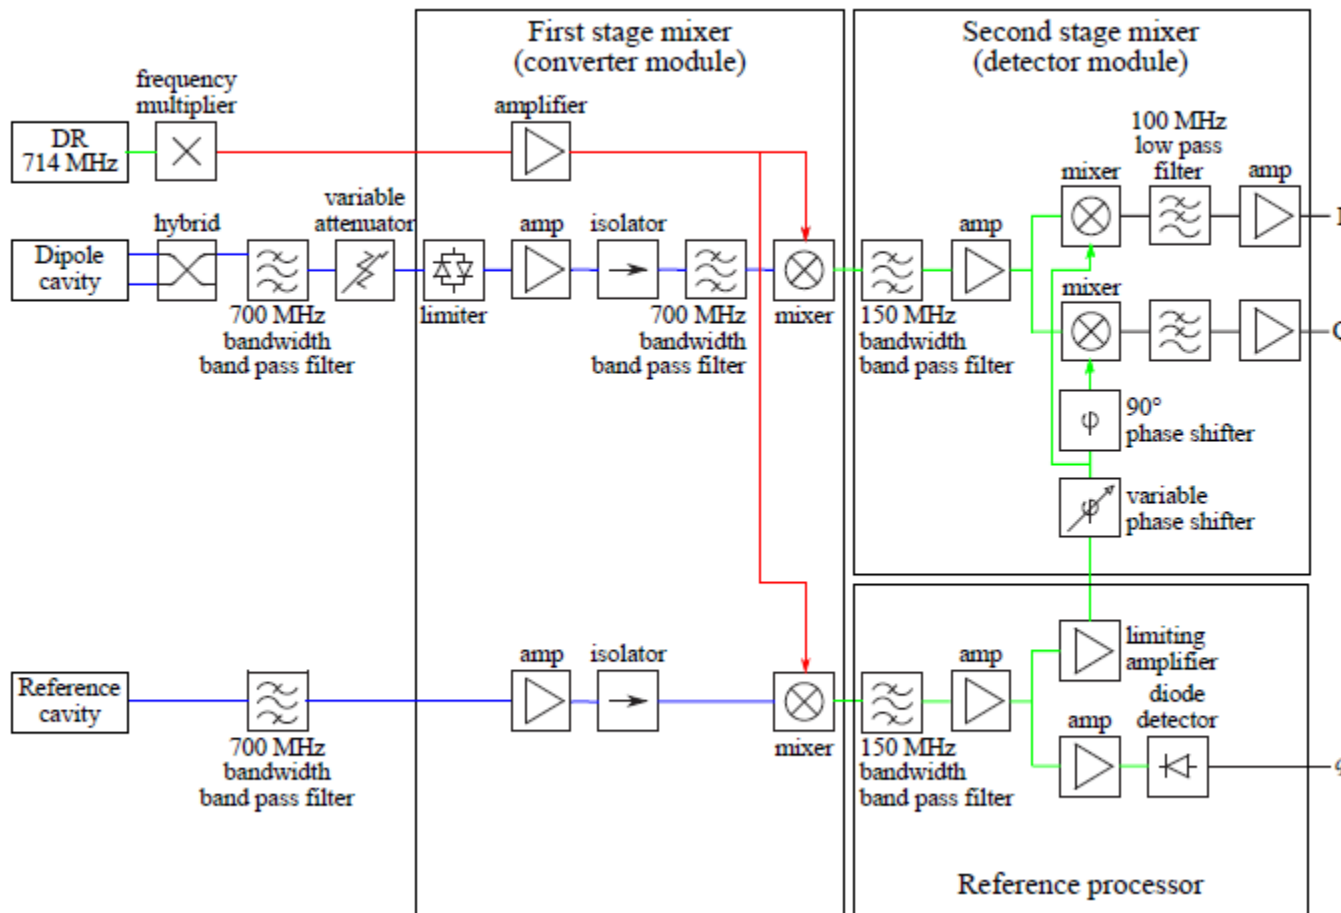 First stage mixer
(converter module)
Second stage mixer
(detector module)
frequency
multiplier
amplifier
DR
714 MHz
100 MHz
low pass
filter
mixer
amp
variable
attenuator
hybrid
amp
isolator
amp
Dipole
cavity
I
mixer
700 MHz
bandwidth
band pass filter
limiter
700 MHz
bandwidth
band pass filter
mixer
150 MHz
bandwidth
band pass filter
φ
90°
phase shifter
φ
variable
phase shifter
limiting
amplifier
amp
isolator
amp
Reference
cavity
diode
detector
amp
700 MHz
bandwidth
band pass filter
mixer
150 MHz
bandwidth
band pass filter
Reference processor